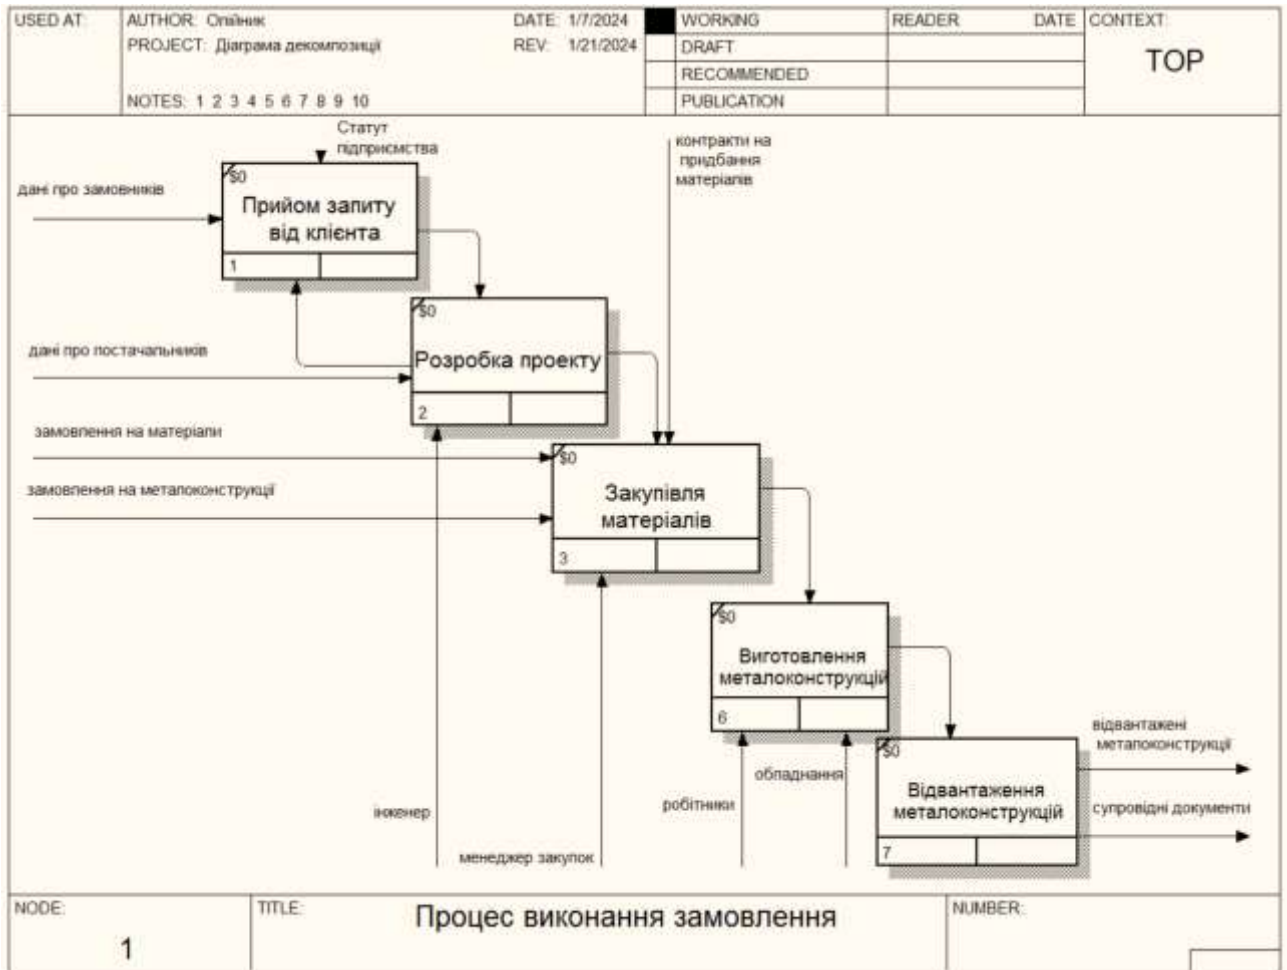 USED AT:
AUTHOR: Олійник
DATE: 1/7/2024
WORKING
READER
DATE
CONTEXT:
PROJECT: Діаграма декомпозиції
REV: 1/21/2024
DRAFT
TOP
RECOMMENDED
NOTES: 1 2 3 4 5 6 7 8 9 10
PUBLICATION
Статут
підприємства
контракти на
придбання
матеріалів
дані про замовників
$0
Прийом запиту
від клієнта
1
$0
дані про постачальників
Розробка проекту
2
замовлення на матеріали
$0
замовлення на металоконструкції
Закупівля
матеріалів
3
$0
Виготовлення
металоконструкцій
6
$0
відвантажені
металоконструкції
обладнання
Відвантаження
металоконструкцій
робітники
супровідні документи
інженер
менеджер закупок
7
NODE:
1
TITLE:
Процес виконання замовлення
NUMBER: